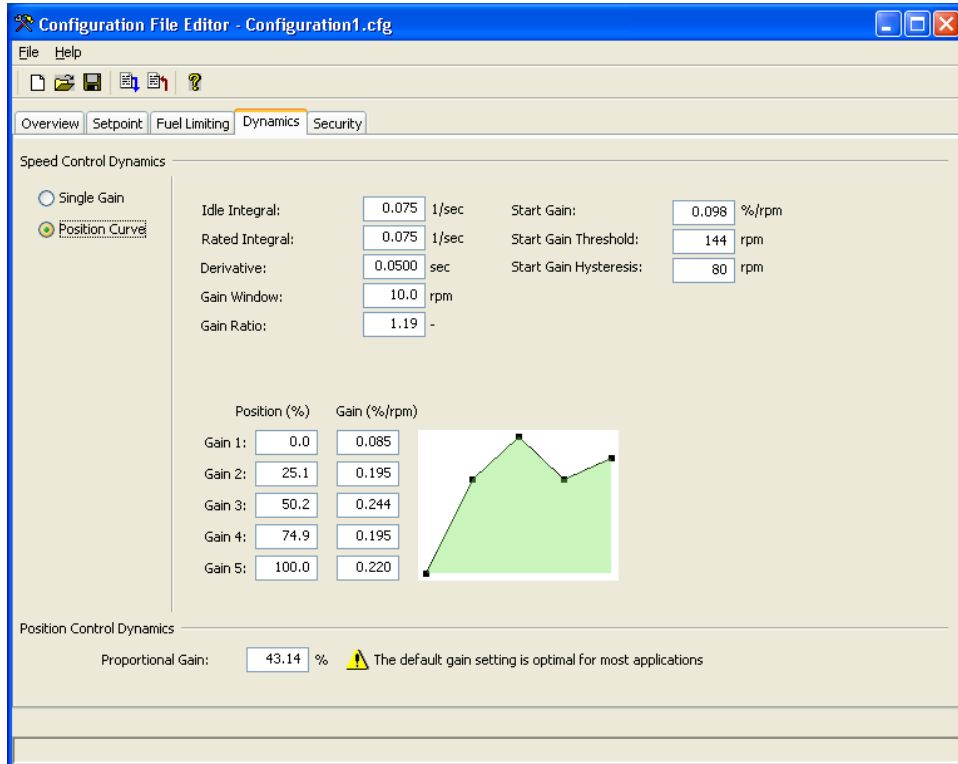 Configuration File Editor - Configuration1.cfg
File Help
Overview Setpoint Fuel Limiting Dynamics Security
Speed Control Dynamics
Single Gain
Position Curve
Idle Integral: 0.075 1/sec
Rated Integral: 0.075 1/sec
Derivative: 0.0500 sec
Gain Window: 10.0 rpm
Gain Ratio: 1.19 -
Start Gain: 0.098 %/rpm
Start Gain Threshold: 144 rpm
Start Gain Hysteresis: 80 rpm
Position (%) Gain (%/rpm)
Gain 1: 0.0 0.085
Gain 2: 25.1 0.195
Gain 3: 50.2 0.244
Gain 4: 74.9 0.195
Gain 5: 100.0 0.220
Position Control Dynamics
Proportional Gain: 43.14 % The default gain setting is optimal for most applications